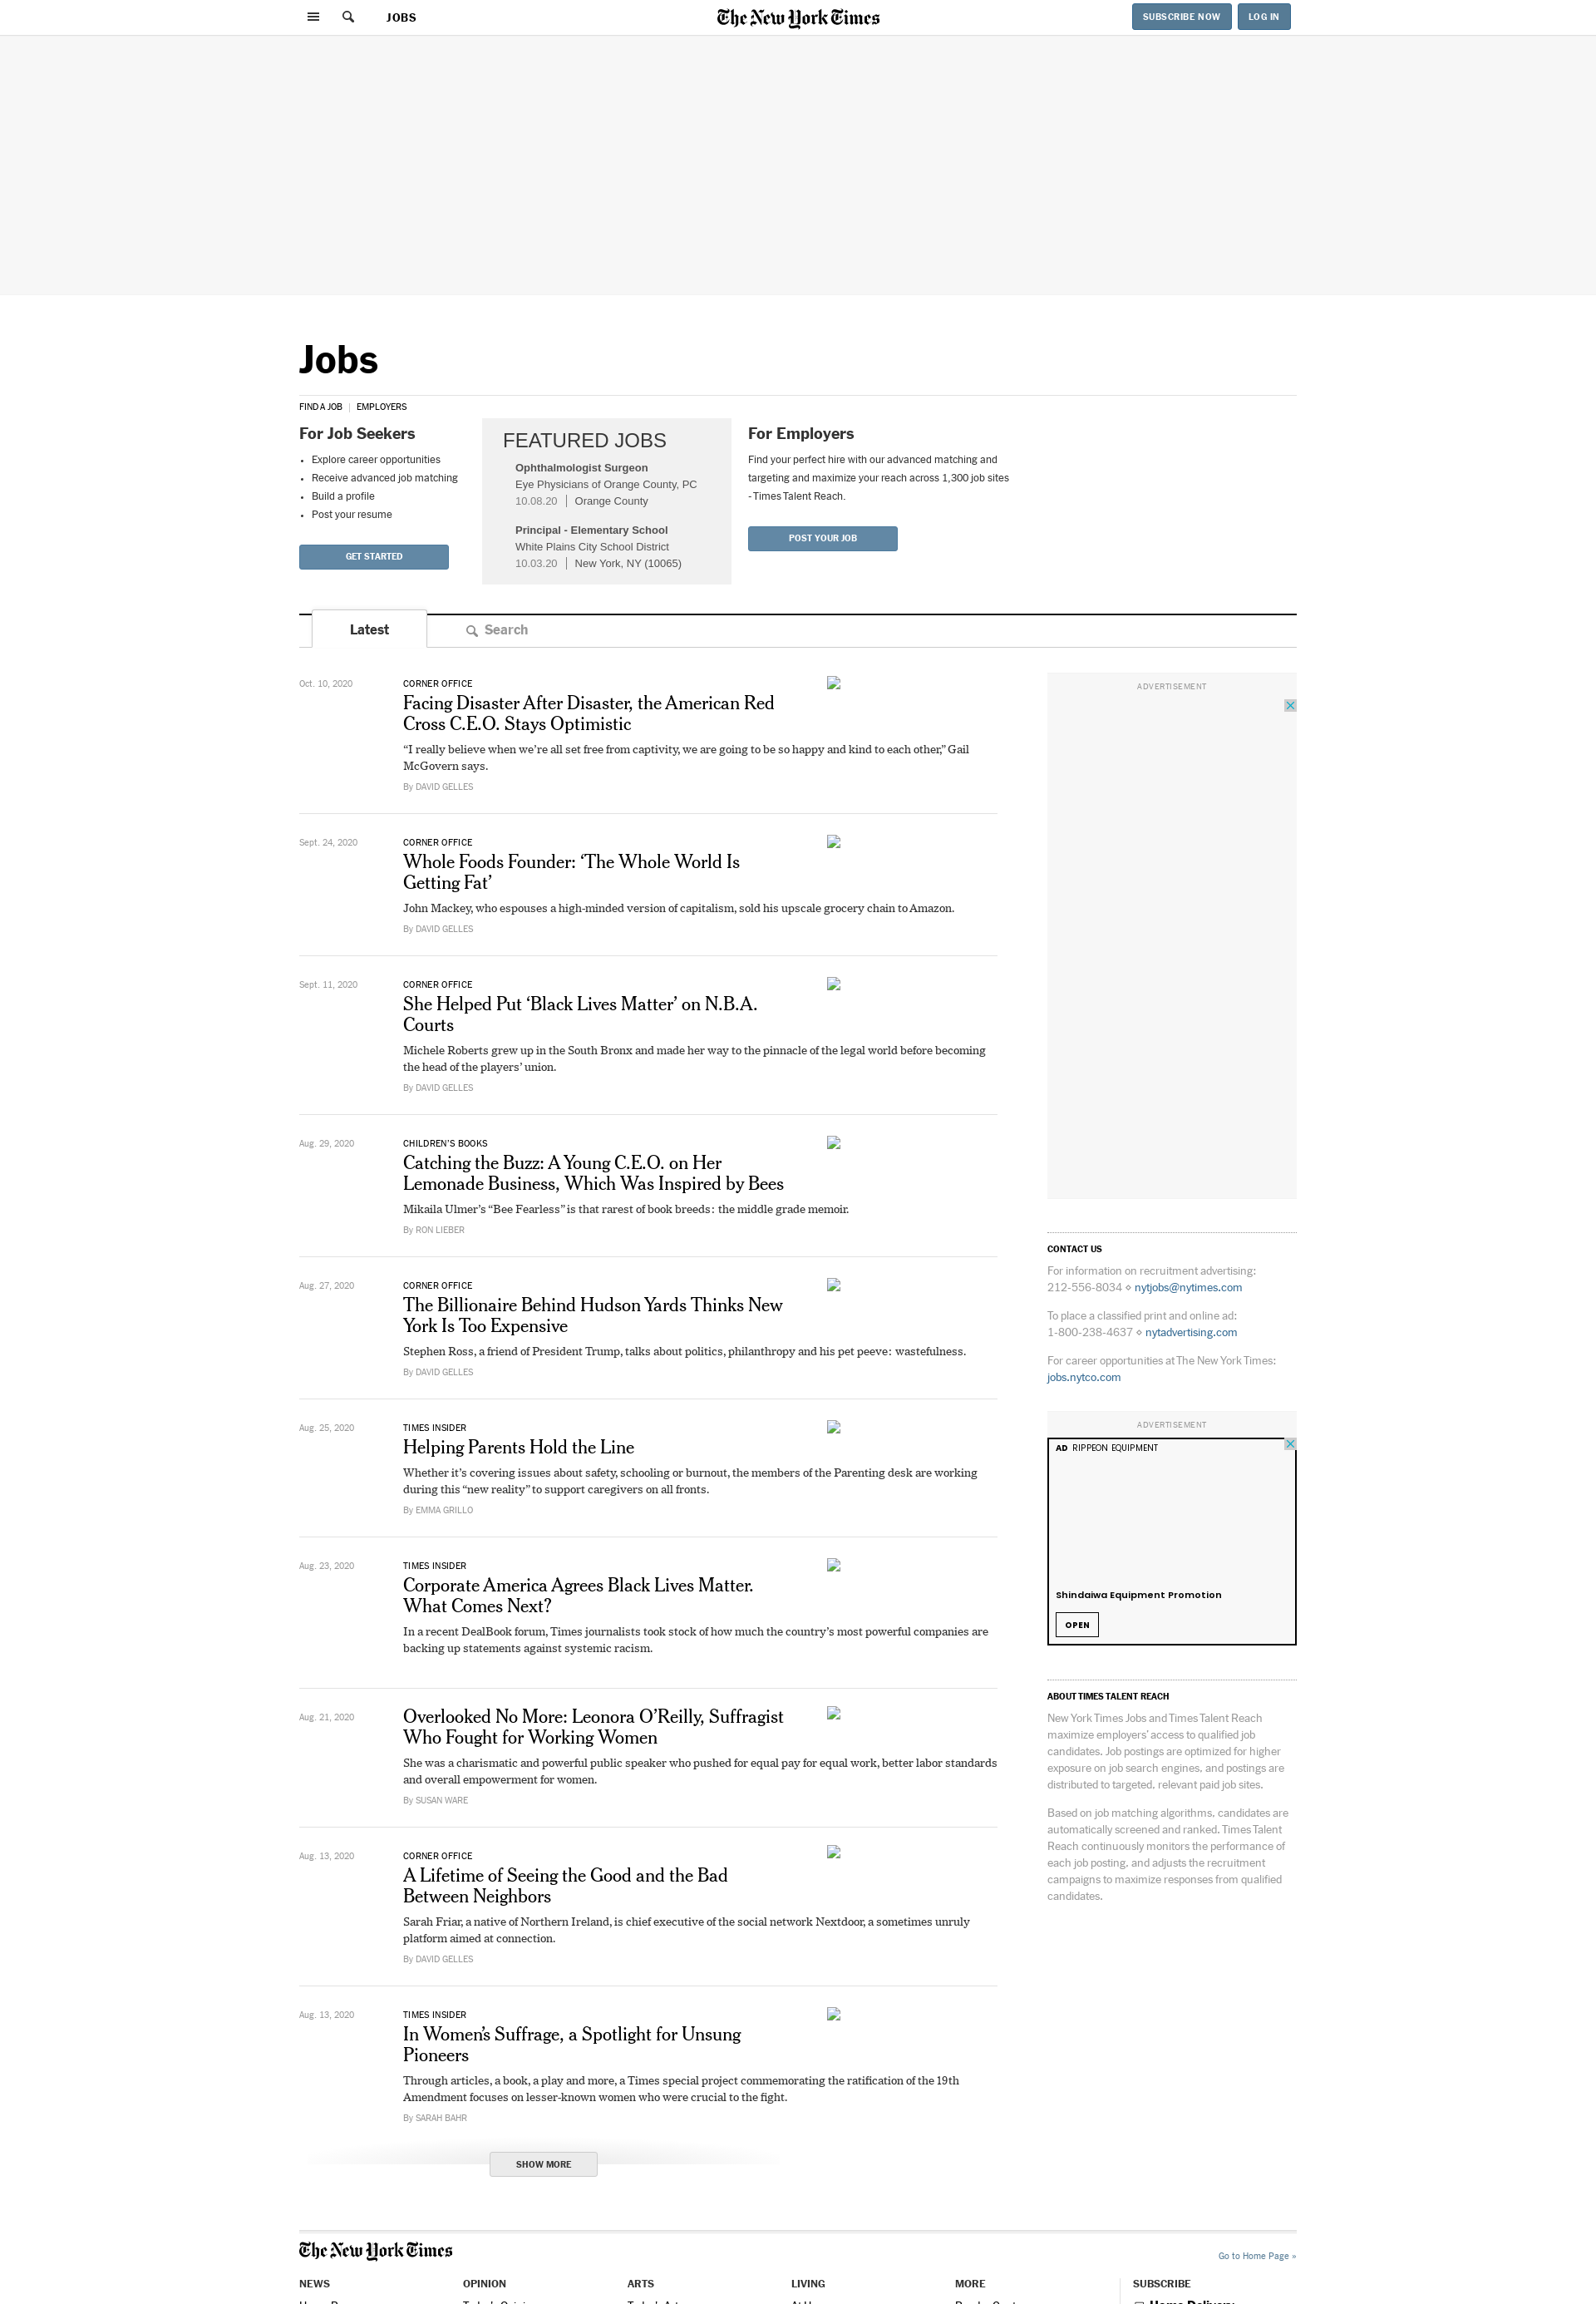 JOBS
The New York Times
SUBSCRIBE NOW
LOG IN
Jobs
FIND A JOB | EMPLOYERS
For Job Seekers
• Explore career opportunities
• Receive advanced job matching
• Build a profile
• Post your resume
GET STARTED
FEATURED JOBS
Ophthalmologist Surgeon
Eye Physicians of Orange County, PC
10.08.20 | Orange County
Principal - Elementary School
White Plains City School District
10.03.20 | New York, NY (10065)
For Employers
Find your perfect hire with our advanced matching and
targeting and maximize your reach across 1,300 job sites
- Times Talent Reach.
POST YOUR JOB
Latest
Search
Oct. 10, 2020
CORNER OFFICE
Facing Disaster After Disaster, the American Red
Cross C.E.O. Stays Optimistic
“I really believe when we’re all set free from captivity, we are going to be so happy and kind to each other,” Gail
McGovern says.
By DAVID GELLES
Sept. 24, 2020
CORNER OFFICE
Whole Foods Founder: ‘The Whole World Is
Getting Fat’
John Mackey, who espouses a high-minded version of capitalism, sold his upscale grocery chain to Amazon.
By DAVID GELLES
Sept. 11, 2020
CORNER OFFICE
She Helped Put ‘Black Lives Matter’ on N.B.A.
Courts
Michele Roberts grew up in the South Bronx and made her way to the pinnacle of the legal world before becoming
the head of the players’ union.
By DAVID GELLES
Aug. 29, 2020
CHILDREN’S BOOKS
Catching the Buzz: A Young C.E.O. on Her
Lemonade Business, Which Was Inspired by Bees
Mikaila Ulmer’s “Bee Fearless” is that rarest of book breeds: the middle grade memoir.
By RON LIEBER
Aug. 27, 2020
CORNER OFFICE
The Billionaire Behind Hudson Yards Thinks New
York Is Too Expensive
Stephen Ross, a friend of President Trump, talks about politics, philanthropy and his pet peeve: wastefulness.
By DAVID GELLES
Aug. 25, 2020
TIMES INSIDER
Helping Parents Hold the Line
Whether it’s covering issues about safety, schooling or burnout, the members of the Parenting desk are working
during this “new reality” to support caregivers on all fronts.
By EMMA GRILLO
Aug. 23, 2020
TIMES INSIDER
Corporate America Agrees Black Lives Matter.
What Comes Next?
In a recent DealBook forum, Times journalists took stock of how much the country’s most powerful companies are
backing up statements against systemic racism.
Aug. 21, 2020
Overlooked No More: Leonora O’Reilly, Suffragist
Who Fought for Working Women
She was a charismatic and powerful public speaker who pushed for equal pay for equal work, better labor standards
and overall empowerment for women.
By SUSAN WARE
Aug. 13, 2020
CORNER OFFICE
A Lifetime of Seeing the Good and the Bad
Between Neighbors
Sarah Friar, a native of Northern Ireland, is chief executive of the social network Nextdoor, a sometimes unruly
platform aimed at connection.
By DAVID GELLES
Aug. 13, 2020
TIMES INSIDER
In Women’s Suffrage, a Spotlight for Unsung
Pioneers
Through articles, a book, a play and more, a Times special project commemorating the ratification of the 19th
Amendment focuses on lesser-known women who were crucial to the fight.
By SARAH BAHR
SHOW MORE
ADVERTISEMENT
CONTACT US
For information on recruitment advertising:
212-556-8034 ⋄ nytjobs@nytimes.com
To place a classified print and online ad:
1-800-238-4637 ⋄ nytadvertising.com
For career opportunities at The New York Times:
jobs.nytco.com
ADVERTISEMENT
AD RIPPEON EQUIPMENT
Shindaiwa Equipment Promotion
OPEN
ABOUT TIMES TALENT REACH
New York Times Jobs and Times Talent Reach
maximize employers’ access to qualified job
candidates. Job postings are optimized for higher
exposure on job search engines, and postings are
distributed to targeted, relevant paid job sites.
Based on job matching algorithms, candidates are
automatically screened and ranked. Times Talent
Reach continuously monitors the performance of
each job posting, and adjusts the recruitment
campaigns to maximize responses from qualified
candidates.
The New York Times
Go to Home Page »
NEWS
OPINION
ARTS
LIVING
MORE
SUBSCRIBE
Home Delivery